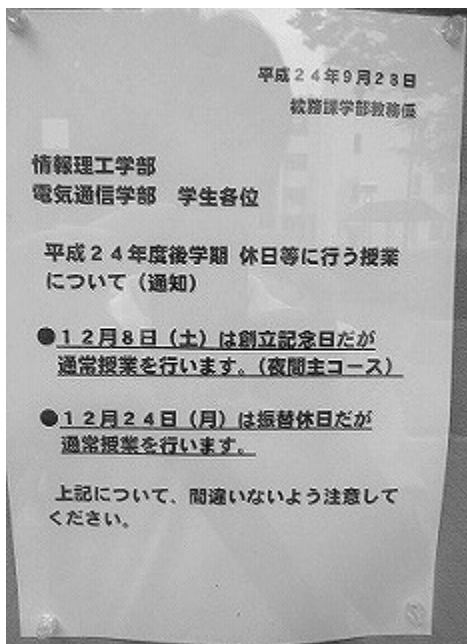 平成２４年９月２３日
教務課学部教務係
情報理工学部
電気通信学部　学生各位
平成２４年度後学期 休日等に行う授業
について（通知）
●１２月８日（土）は創立記念日だが
通常授業を行います。（夜間主コース）
●１２月２４日（月）は振替休日だが
通常授業を行います。
上記について、間違いないよう注意して
ください。